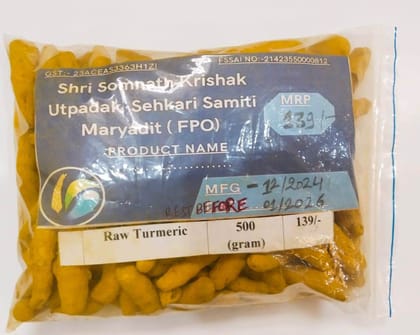 GST:- 23ACEAS3363H1ZI
FSSAI NO:-21423550000812
Shri Somnath Krishak
Utpadak Sehkari Samiti
Maryadit ( FPO)
MRP
139/-
PRODUCT NAME
MFG - 12/2024
BEST BEFORE 01/2026
Raw Turmeric
500
(gram)
139/-